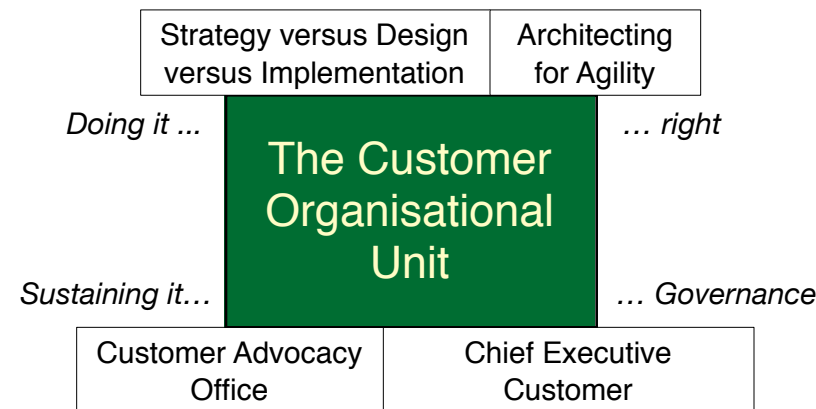 Strategy versus Design
versus Implementation
Architecting
for Agility
Doing it ...
… right
The Customer
Organisational
Unit
Sustaining it…
… Governance
Customer Advocacy
Office
Chief Executive
Customer